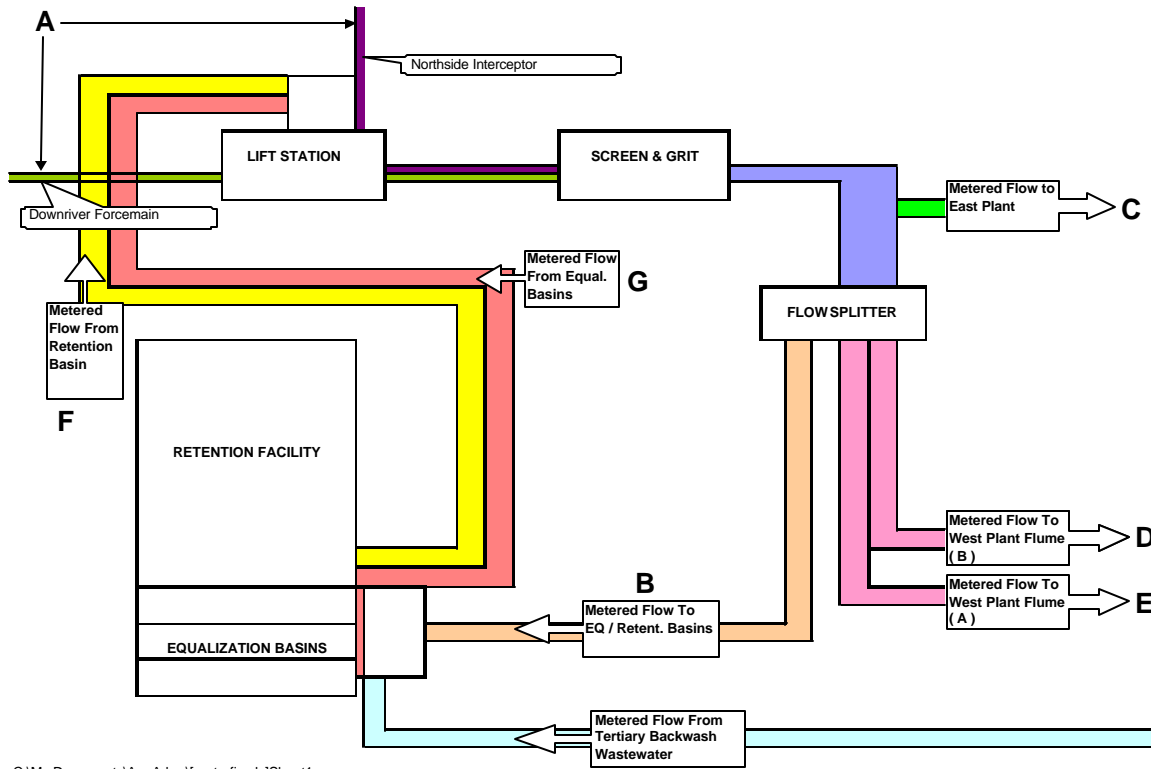 A
Northside Interceptor
LIFT STATION
SCREEN & GRIT
Metered Flow to
East Plant
C
Downriver Forcemain
Metered Flow
From Equal.
Basins
G
Metered
Flow From
Retention
Basin
F
FLOW SPLITTER
RETENTION FACILITY
Metered Flow To
West Plant Flume
( B )
D
B
Metered Flow To
EQ / Retent. Basins
Metered Flow To
West Plant Flume
( A )
E
EQUALIZATION BASINS
Metered Flow From
Tertiary Backwash
Wastewater